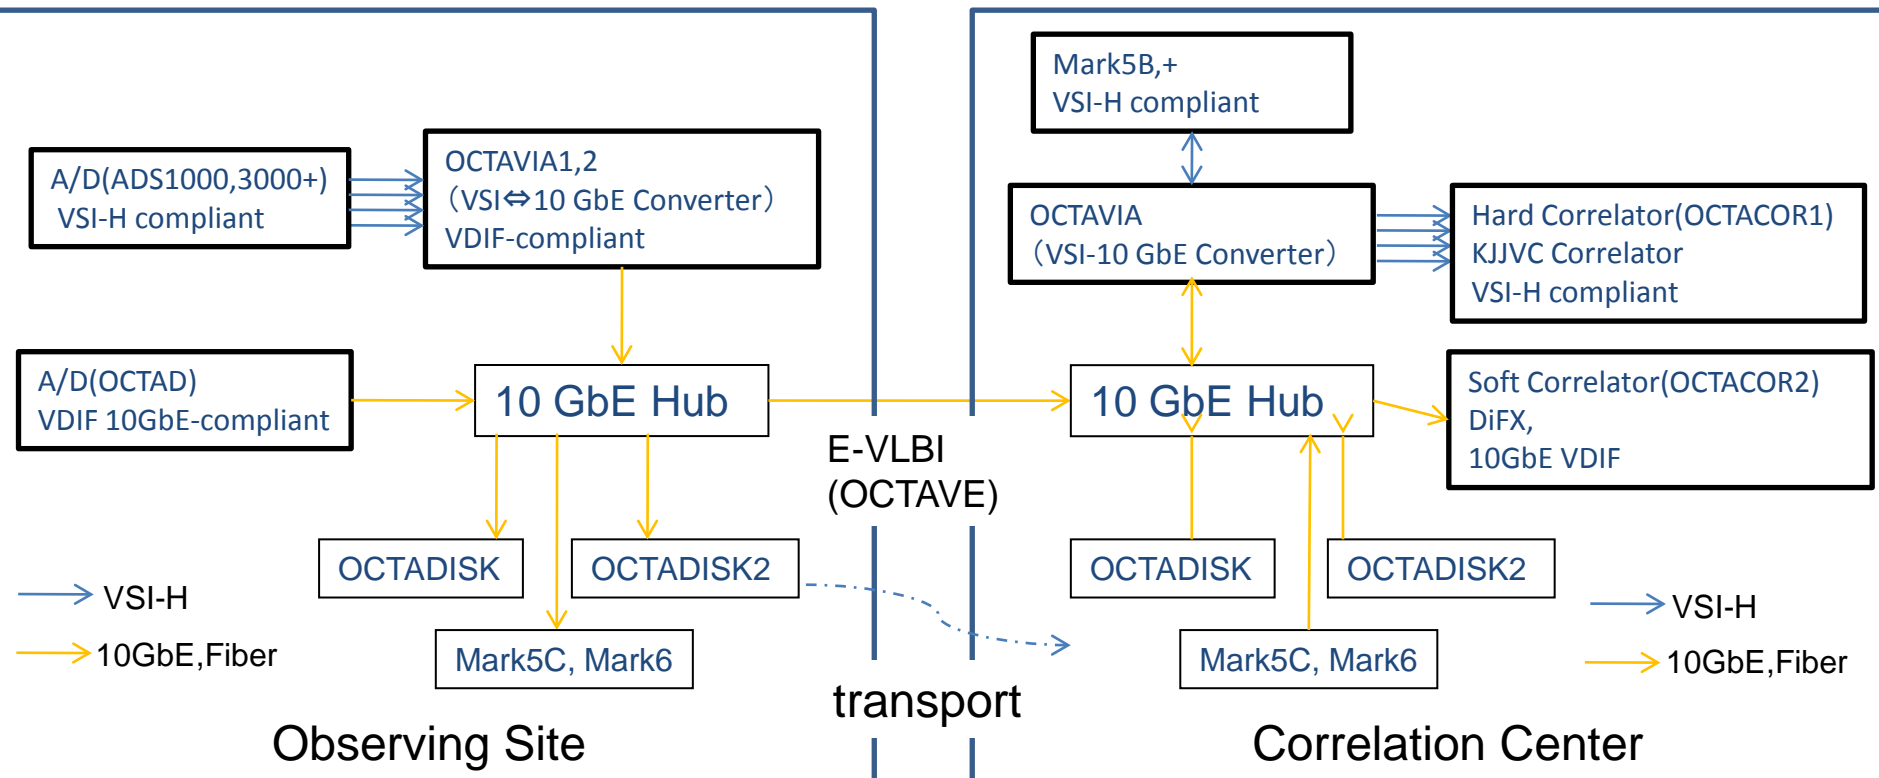 A/D(ADS1000,3000+)
VSI-H compliant
OCTAVIA1,2
（VSI⇔10 GbE Converter）
VDIF-compliant
A/D(OCTAD)
VDIF 10GbE-compliant
10 GbE Hub
OCTADISK
OCTADISK2
Mark5C, Mark6
VSI-H
10GbE,Fiber
Observing Site
E-VLBI
(OCTAVE)
transport
Mark5B,+
VSI-H compliant
OCTAVIA
（VSI-10 GbE Converter）
Hard Correlator(OCTACOR1)
KJJVC Correlator
VSI-H compliant
10 GbE Hub
Soft Correlator(OCTACOR2)
DiFX,
10GbE VDIF
OCTADISK
OCTADISK2
Mark5C, Mark6
VSI-H
10GbE,Fiber
Correlation Center